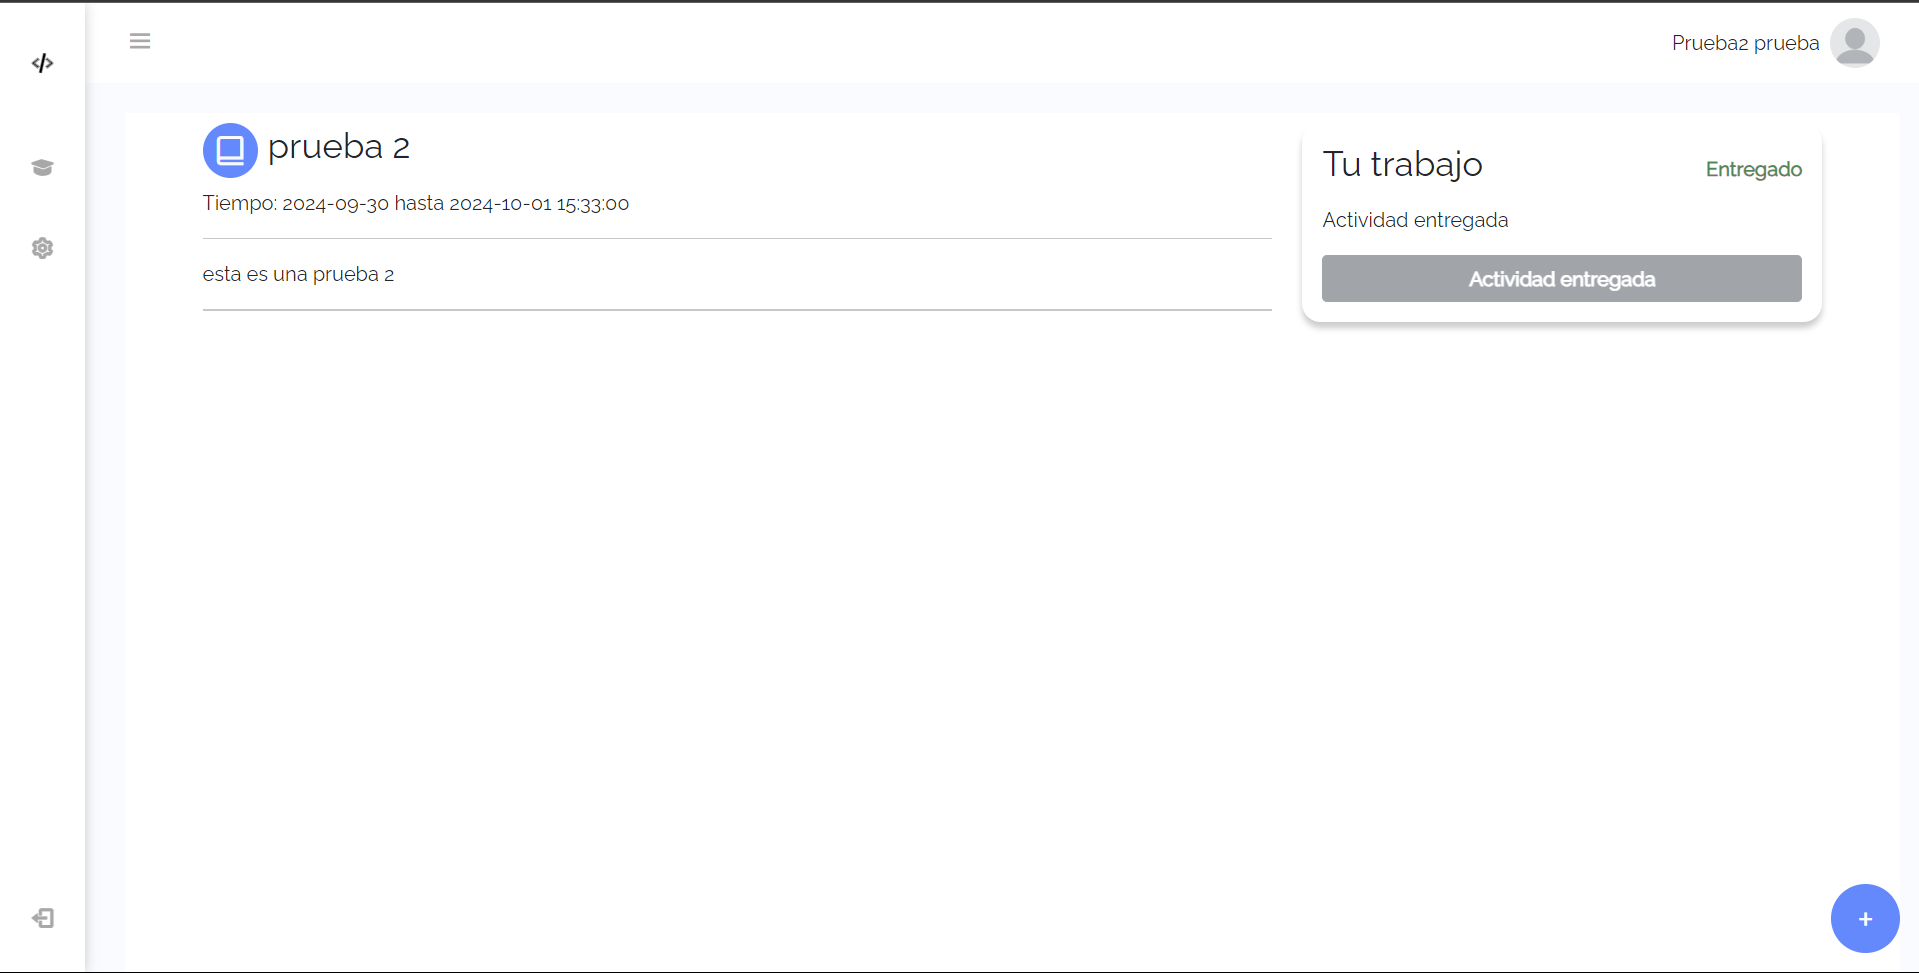 Prueba2 prueba
prueba 2
Tiempo: 2024-09-30 hasta 2024-10-01 15:33:00
esta es una prueba 2
Tu trabajo
Entregado
Actividad entregada
Actividad entregada
+